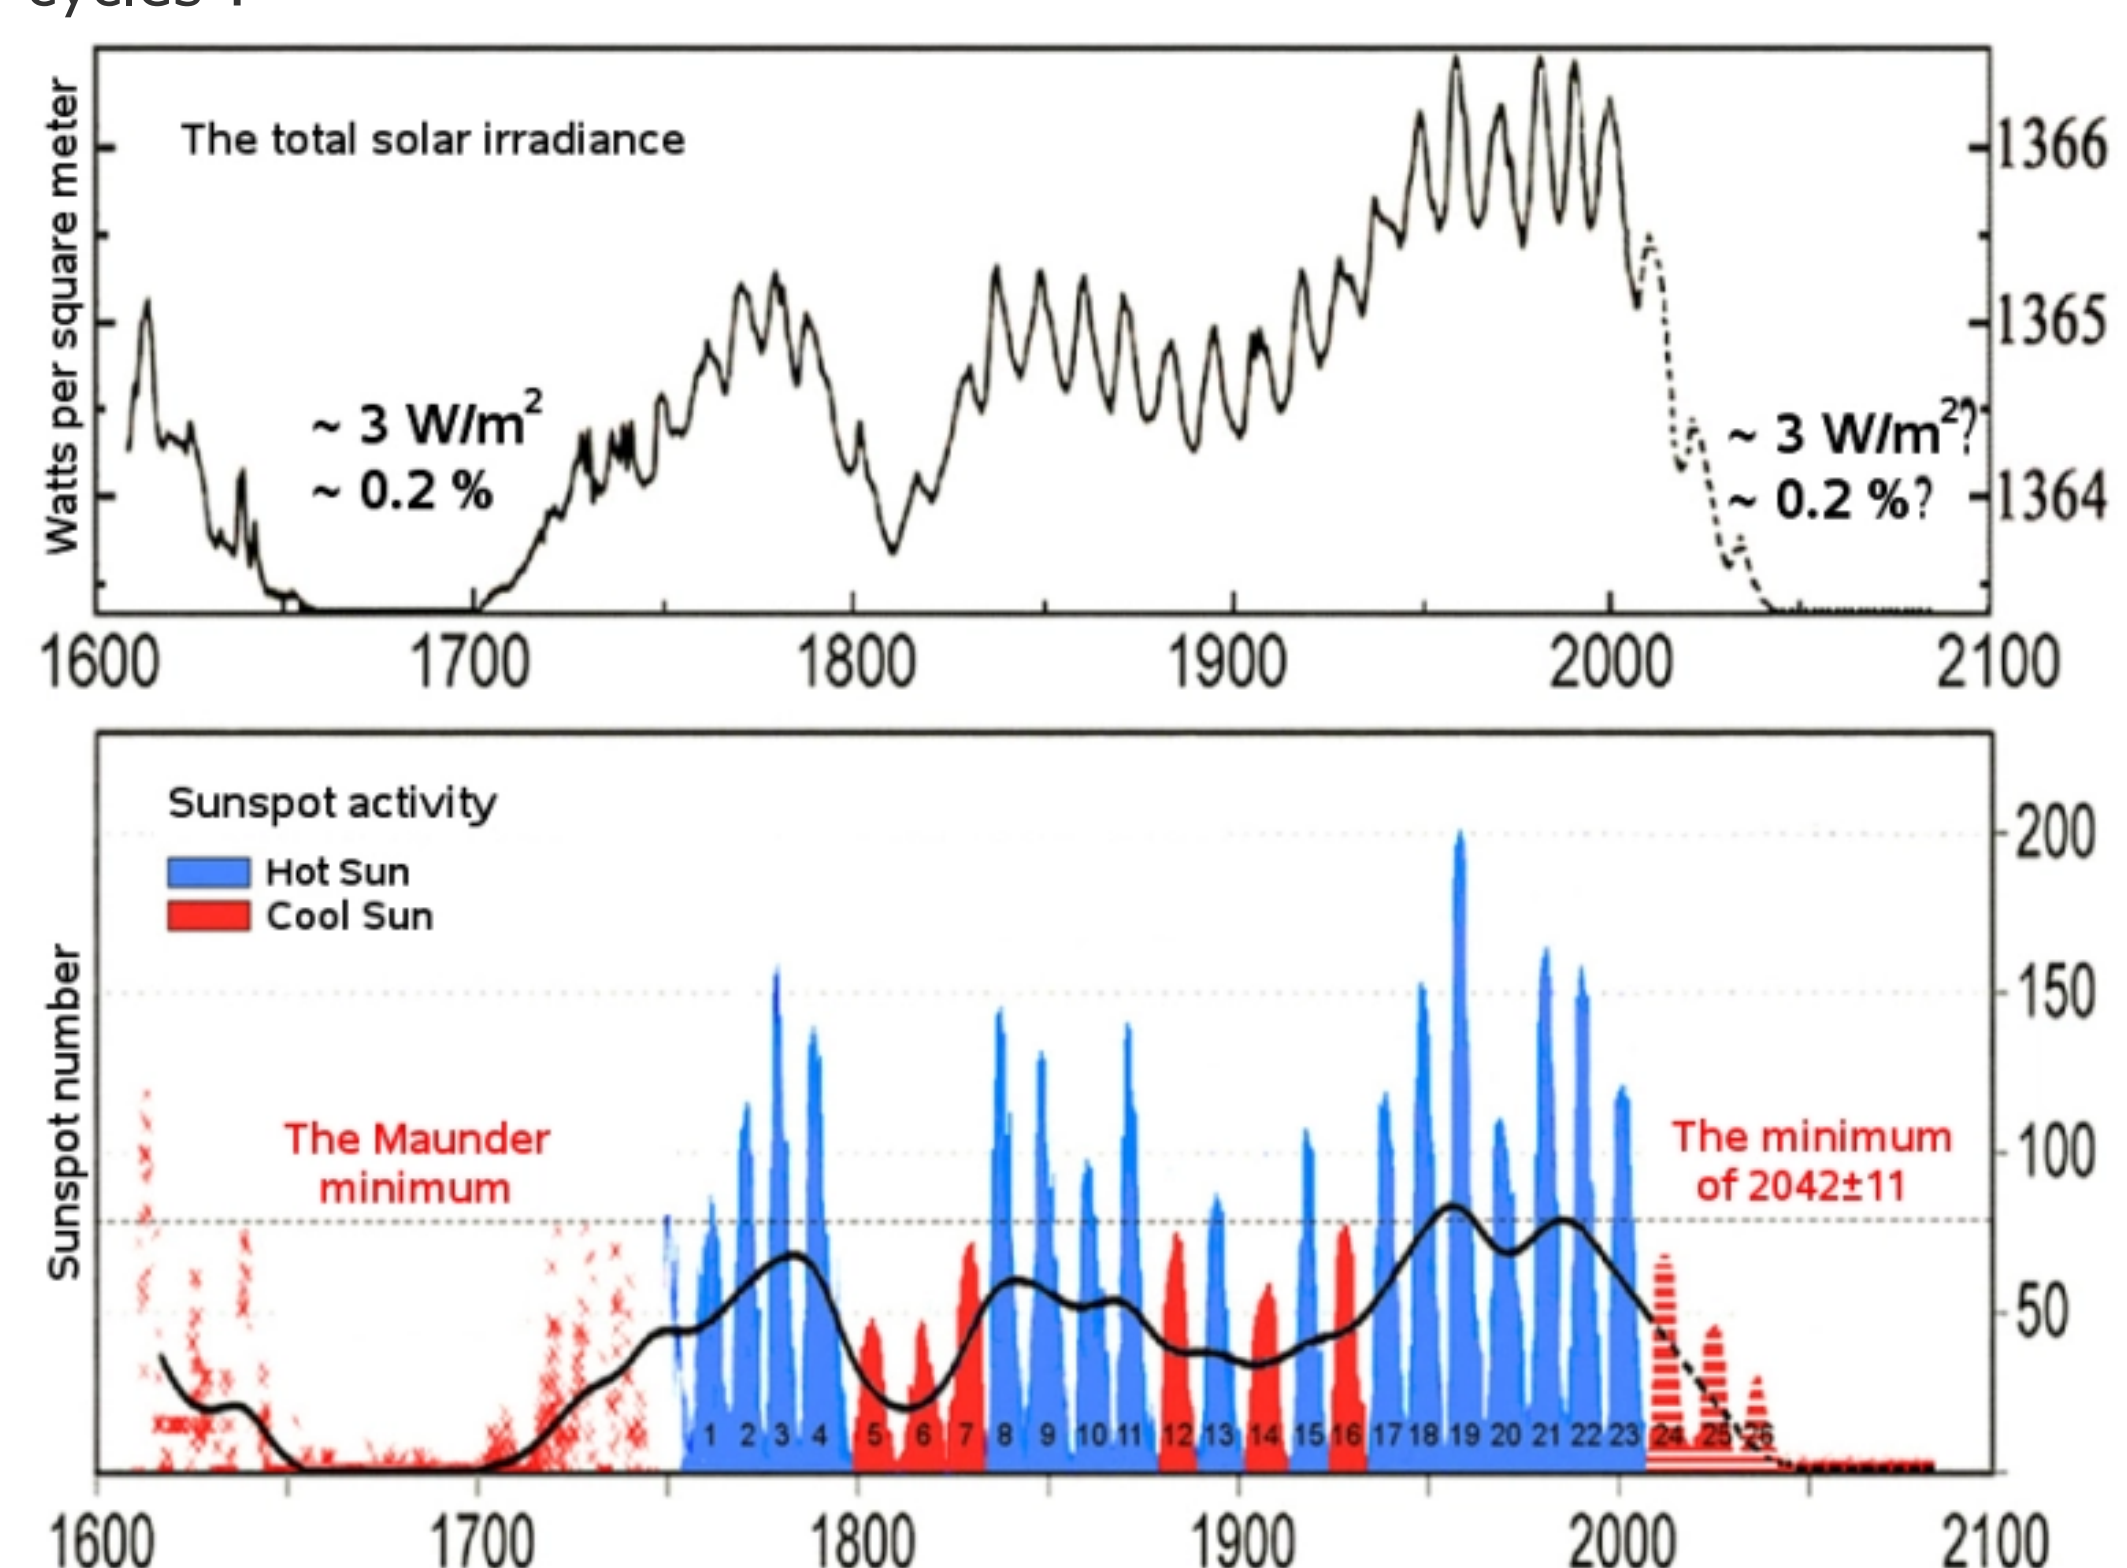 cycles
Watts per square meter
The total solar irradiance
~ 3 W/m²
~ 0.2 %
~ 3 W/m²?
~ 0.2 %?
1366
1365
1364
1600 1700 1800 1900 2000 2100
Sunspot number
Sunspot activity
Hot Sun
Cool Sun
The Maunder
minimum
The minimum
of 2042±11
200
150
100
50
1 2 3 4 5 6 7 8 9 10 11 12 13 14 15 16 17 18 19 20 21 22 23 24 25 26
1600 1700 1800 1900 2000 2100